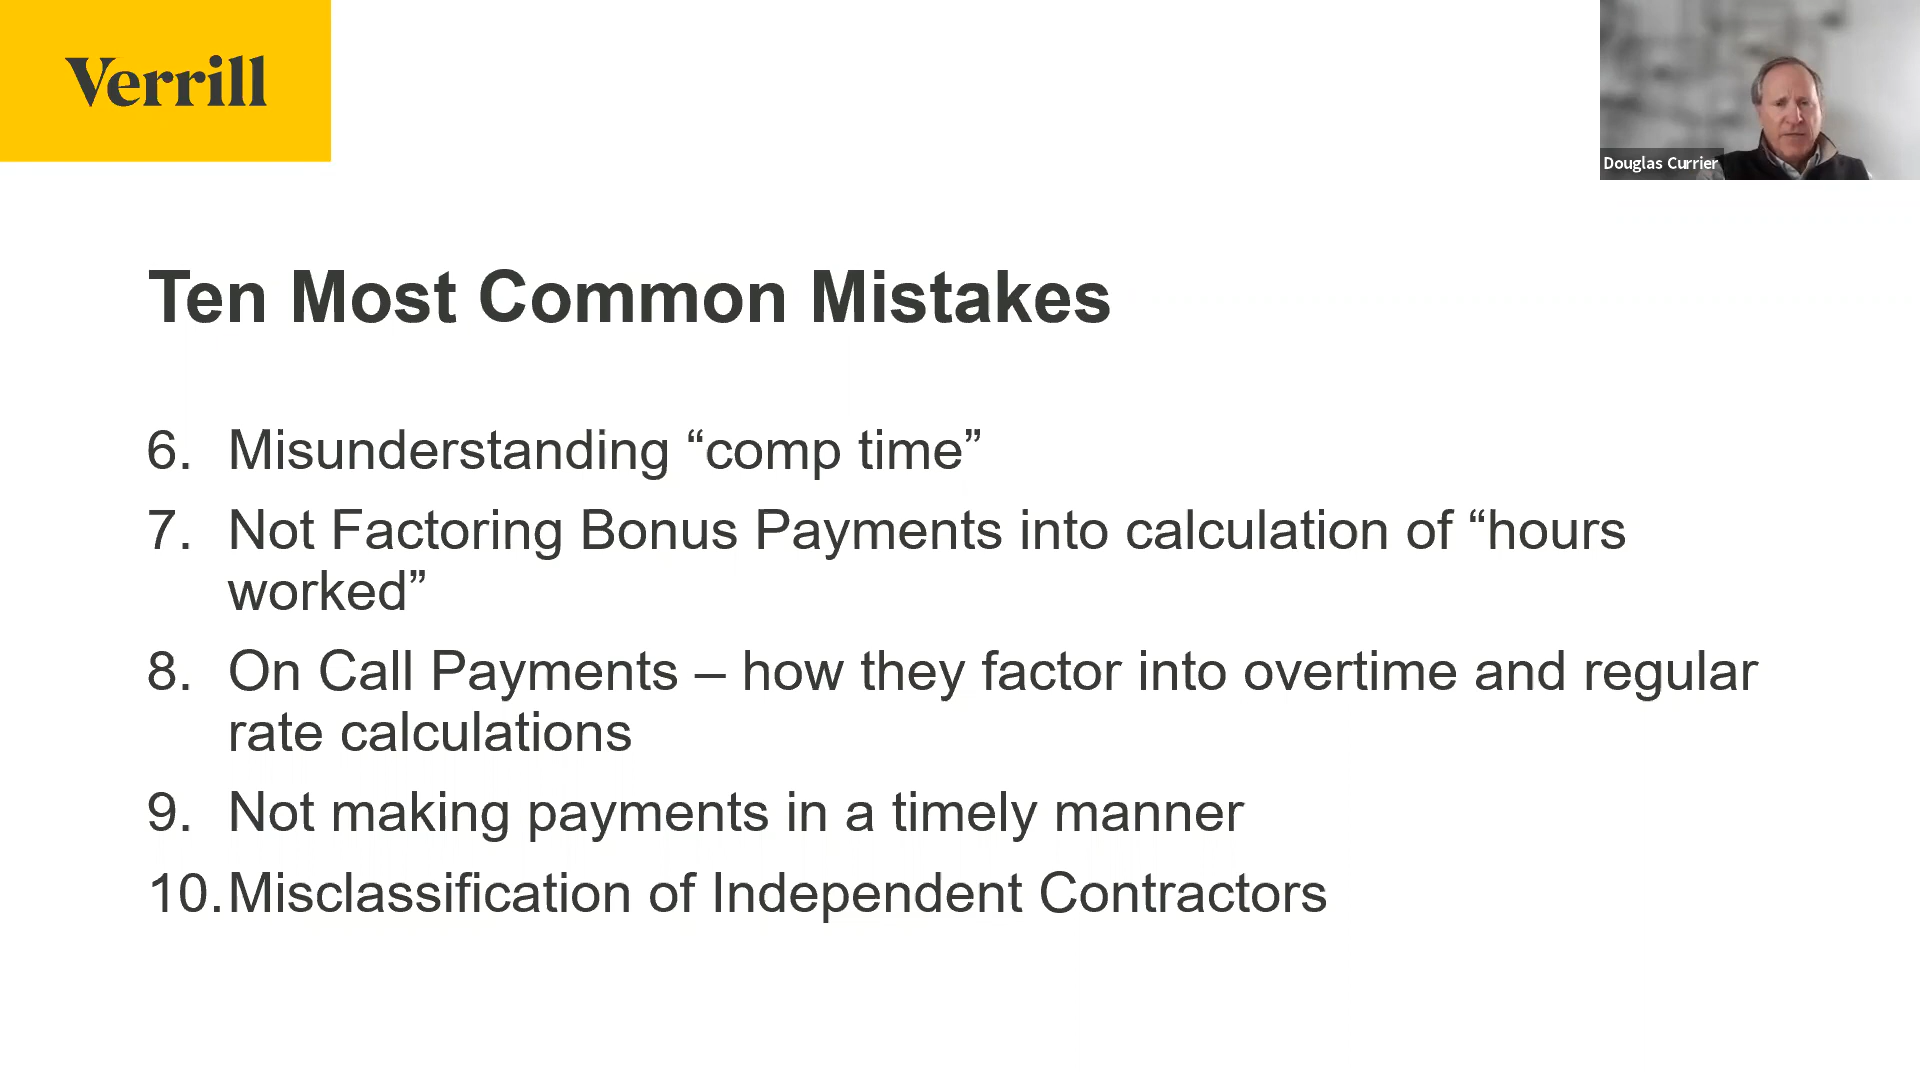 Verrill
Douglas Currier
Ten Most Common Mistakes
6. Misunderstanding “comp time”
7. Not Factoring Bonus Payments into calculation of “hours
worked”
8. On Call Payments – how they factor into overtime and regular
rate calculations
9. Not making payments in a timely manner
10. Misclassification of Independent Contractors